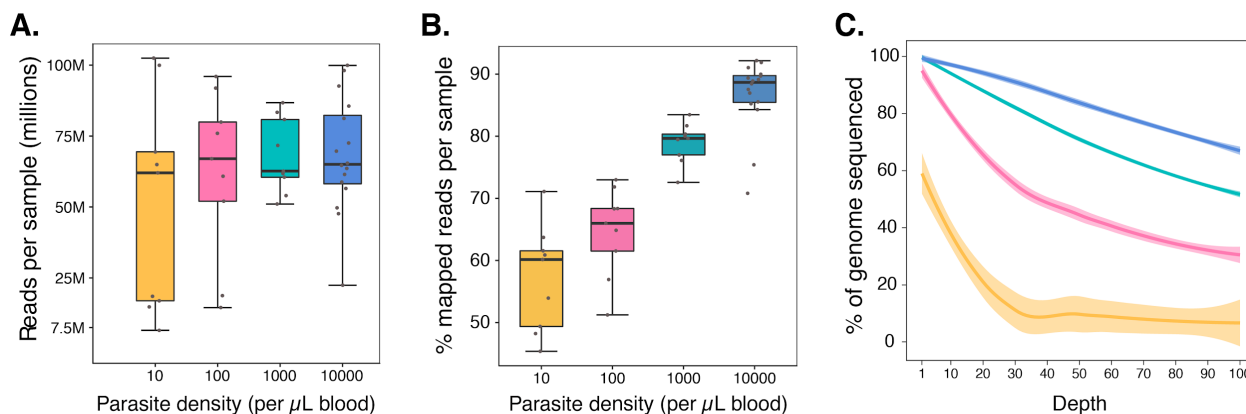 A.
Reads per sample (millions)
100M
75M
50M
25M
7.5M
10 100 1000 10000
Parasite density (per µL blood)
B.
% mapped reads per sample
90
80
70
60
50
10 100 1000 10000
Parasite density (per µL blood)
C.
% of genome sequenced
100
80
60
40
20
0
1 10 20 30 40 50 60 70 80 90 100
Depth